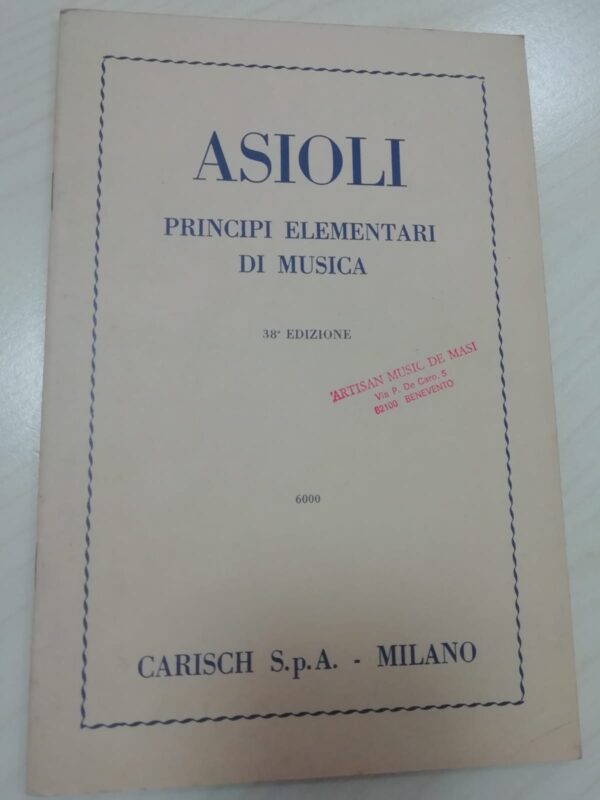 ASIOLI
PRINCIPI ELEMENTARI
DI MUSICA
38ª EDIZIONE
ARTISAN MUSIC DE MASI
Via P. De Caro, 5
82100 BENEVENTO
6000
CARISCH S.p.A. - MILANO